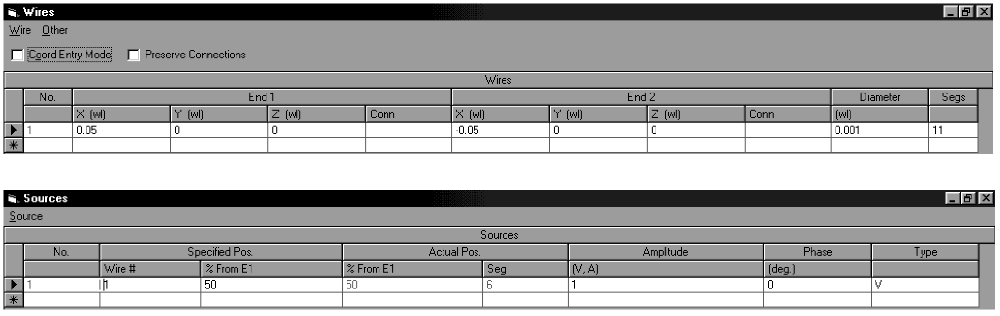 Wires
Wire Other
Coord Entry Mode Preserve Connections
Wires
No. End 1 End 2 Diameter Segs
X (wl) Y (wl) Z (wl) Conn X (wl) Y (wl) Z (wl) Conn (wl)
1 0.05 0 0 -0.05 0 0 0.001 11
Sources
Source
Sources
No. Specified Pos. Actual Pos. Amplitude Phase Type
Wire # % From E1 % From E1 Seg (V, A) (deg.)
1 1 50 50 6 1 0 V